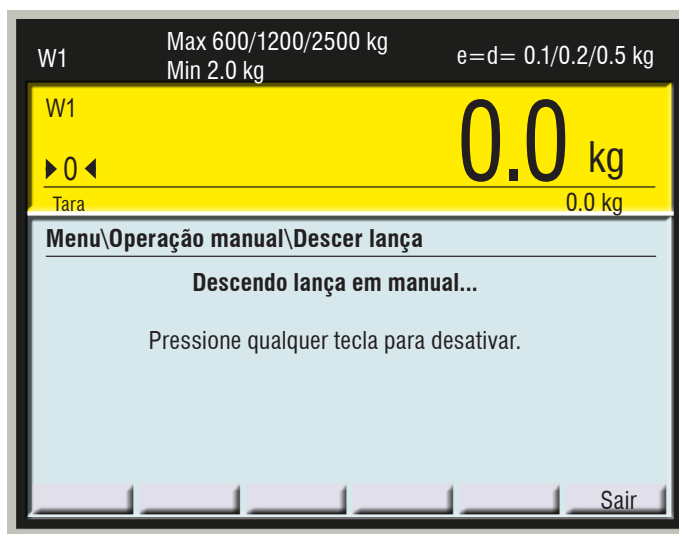 W1
Max 600/1200/2500 kg
Min 2.0 kg
e=d= 0.1/0.2/0.5 kg
W1
0.0 kg
▶0◀
Tara
0.0 kg
Menu\Operação manual\Descer lança
Descendo lança em manual...
Pressione qualquer tecla para desativar.
Sair